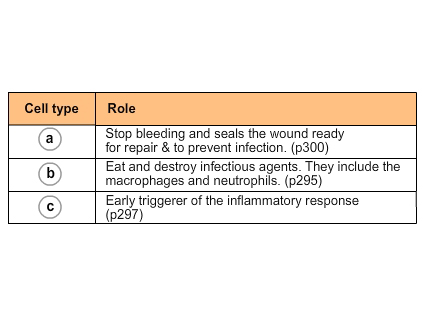 Cell type Role
a
Stop bleeding and seals the wound ready
for repair & to prevent infection. (p300)
b
Eat and destroy infectious agents. They include the
macrophages and neutrophils. (p295)
c
Early triggerer of the inflammatory response
(p297)